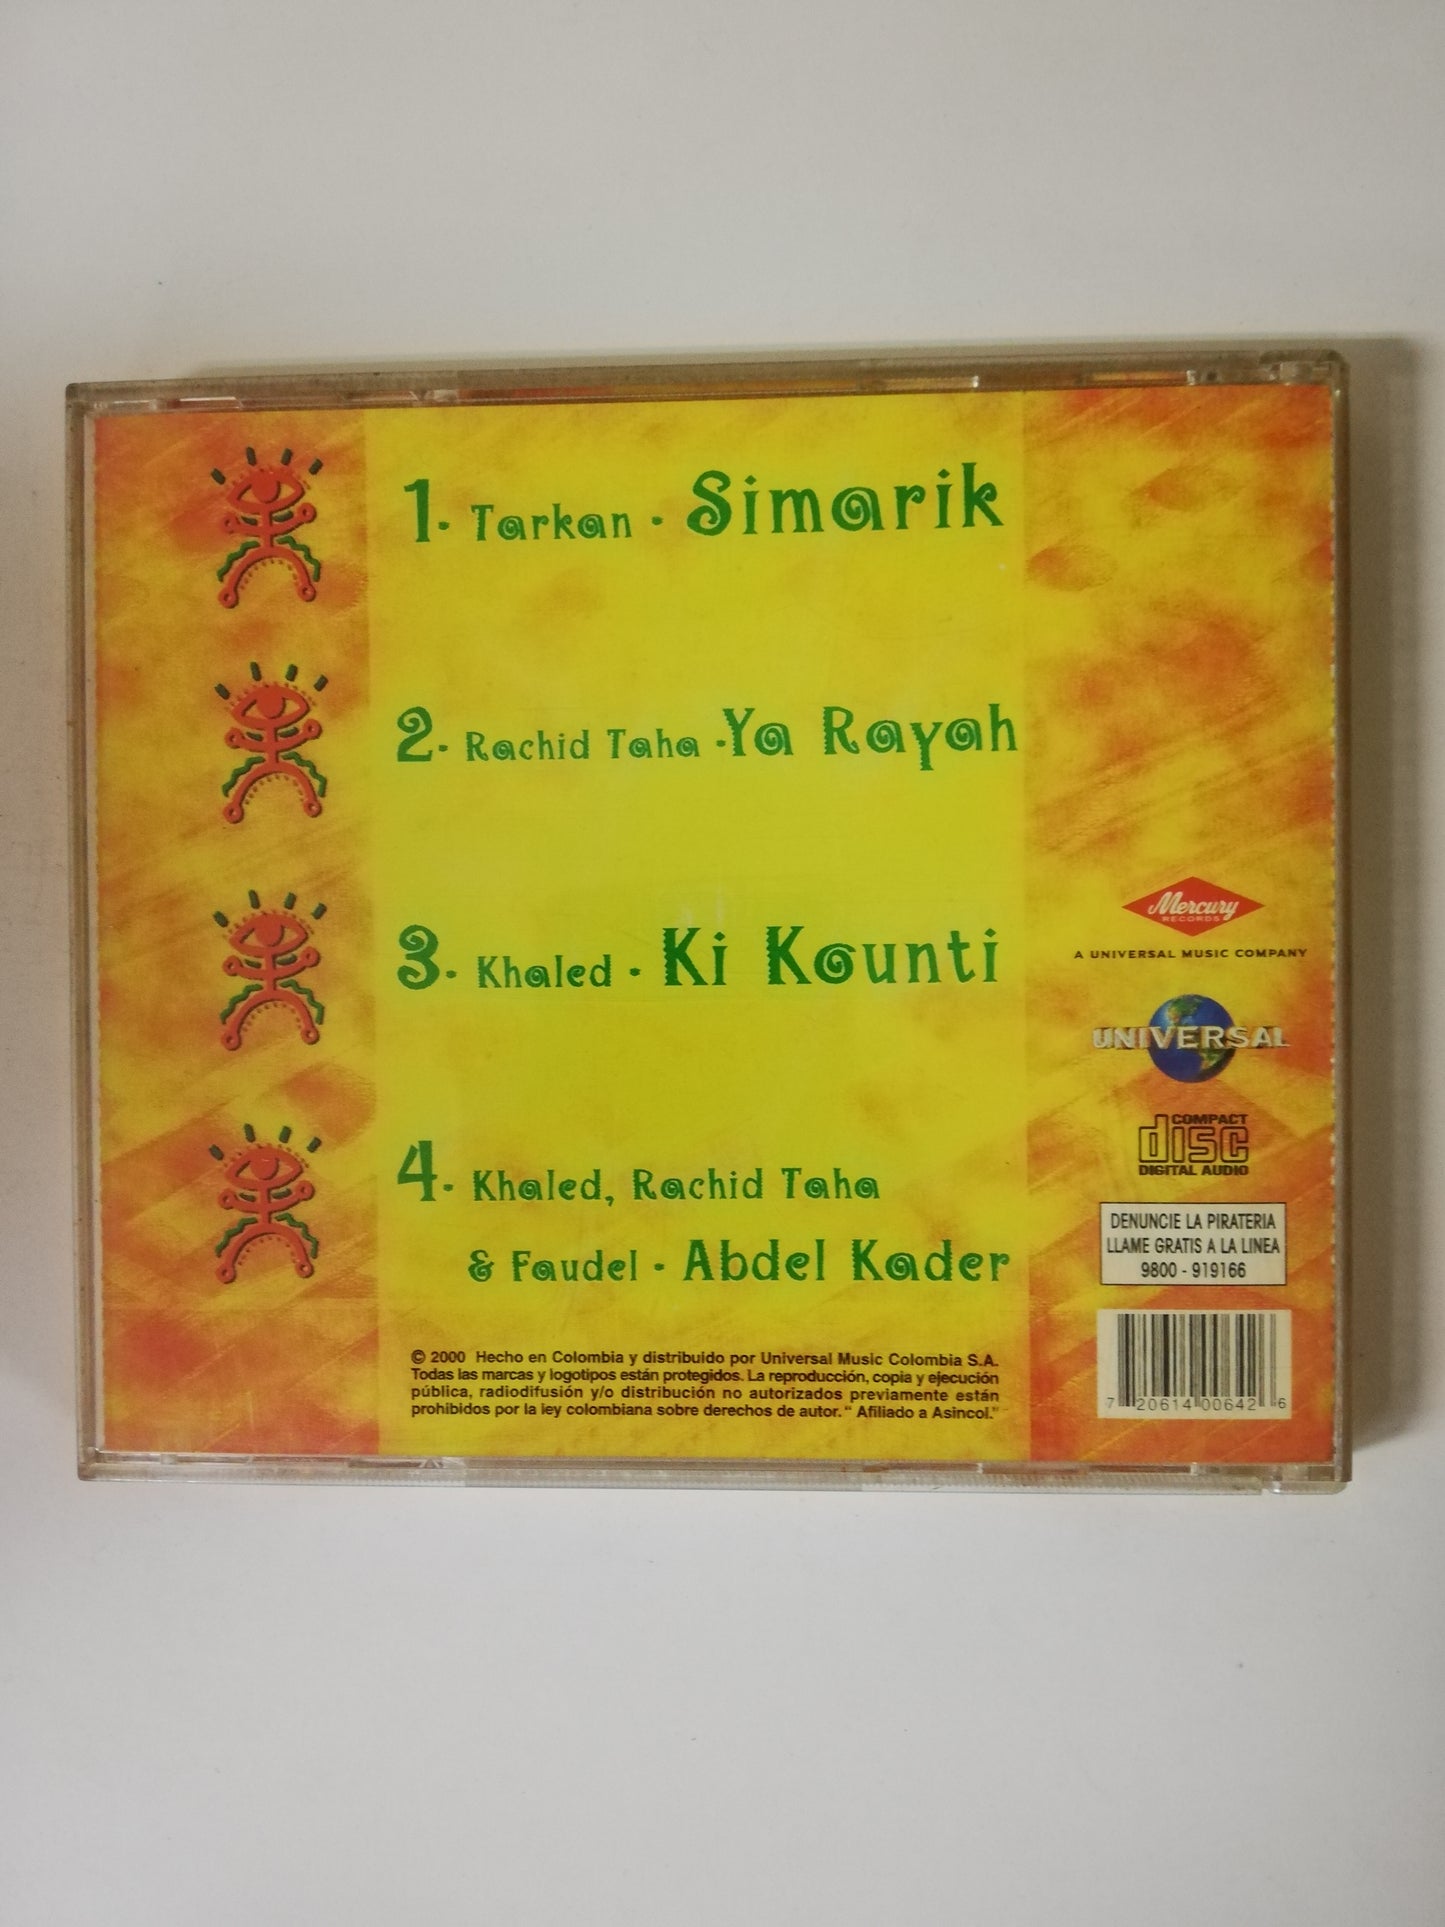 1. Tarkan . Simarik
2. Rachid Taha . Ya Rayah
3. Khaled . Ki Kounti
4. Khaled, Rachid Taha
& Faudel . Abdel Kader
Mercury
RECORDS
A UNIVERSAL MUSIC COMPANY
UNIVERSAL
COMPACT
disc
DIGITAL AUDIO
DENUNCIE LA PIRATERIA
LLAME GRATIS A LA LINEA
9800 - 919166
© 2000 Hecho en Colombia y distribuido por Universal Music Colombia S.A.
Todas las marcas y logotipos están protegidos. La reproducción, copia y ejecución
pública, radiodifusión y/o distribución no autorizados previamente están
prohibidos por la ley colombiana sobre derechos de autor. “ Afiliado a Asincol.”
7 20614 00642 6